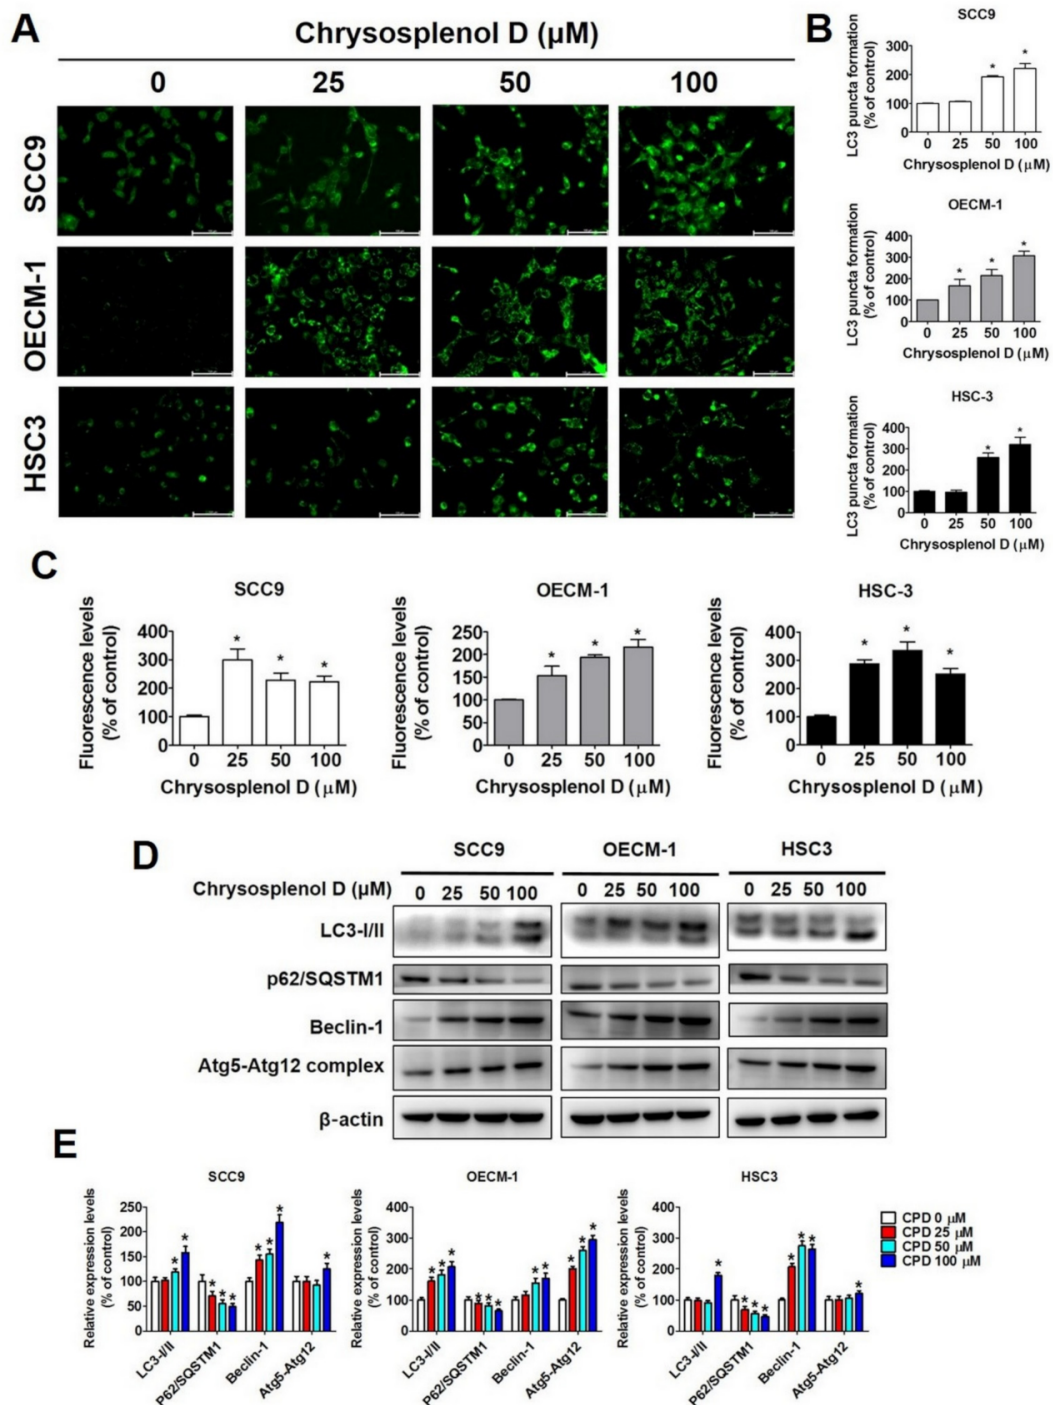 A
Chrysosplenol D (µM)
0 25 50 100
SCC9
OECM-1
HSC3
B
SCC9
LC3 puncta formation
(% of control)
300
200
100
0
*
*
0 25 50 100
Chrysosplenol D (µM)
OECM-1
LC3 puncta formation
(% of control)
400
300
200
100
0
*
*
*
0 25 50 100
Chrysosplenol D (µM)
HSC-3
LC3 puncta formation
(% of control)
400
300
200
100
0
*
*
0 25 50 100
Chrysosplenol D (µM)
C
SCC9
Fluorescence levels
(% of control)
400
300
200
100
0
*
*
*
0 25 50 100
Chrysosplenol D (µM)
OECM-1
Fluorescence levels
(% of control)
250
200
150
100
50
0
*
*
*
0 25 50 100
Chrysosplenol D (µM)
HSC-3
Fluorescence levels
(% of control)
400
300
200
100
0
*
*
*
0 25 50 100
Chrysosplenol D (µM)
D
SCC9 OECM-1 HSC3
Chrysosplenol D (µM) 0 25 50 100 0 25 50 100 0 25 50 100
LC3-I/II
p62/SQSTM1
Beclin-1
Atg5-Atg12 complex
β-actin
E
SCC9
Relative expression levels
(% of control)
250
200
150
100
50
0
* * * * * * * * *
LC3-I/II
P62/SQSTM1
Beclin-1
Atg5-Atg12
OECM-1
Relative expression levels
(% of control)
400
300
200
100
0
* * * * * * * * * * *
LC3-I/II
P62/SQSTM1
Beclin-1
Atg5-Atg12
HSC3
Relative expression levels
(% of control)
400
300
200
100
0
* * * * * * * *
LC3-I/II
P62/SQSTM1
Beclin-1
Atg5-Atg12
CPD 0 µM
CPD 25 µM
CPD 50 µM
CPD 100 µM